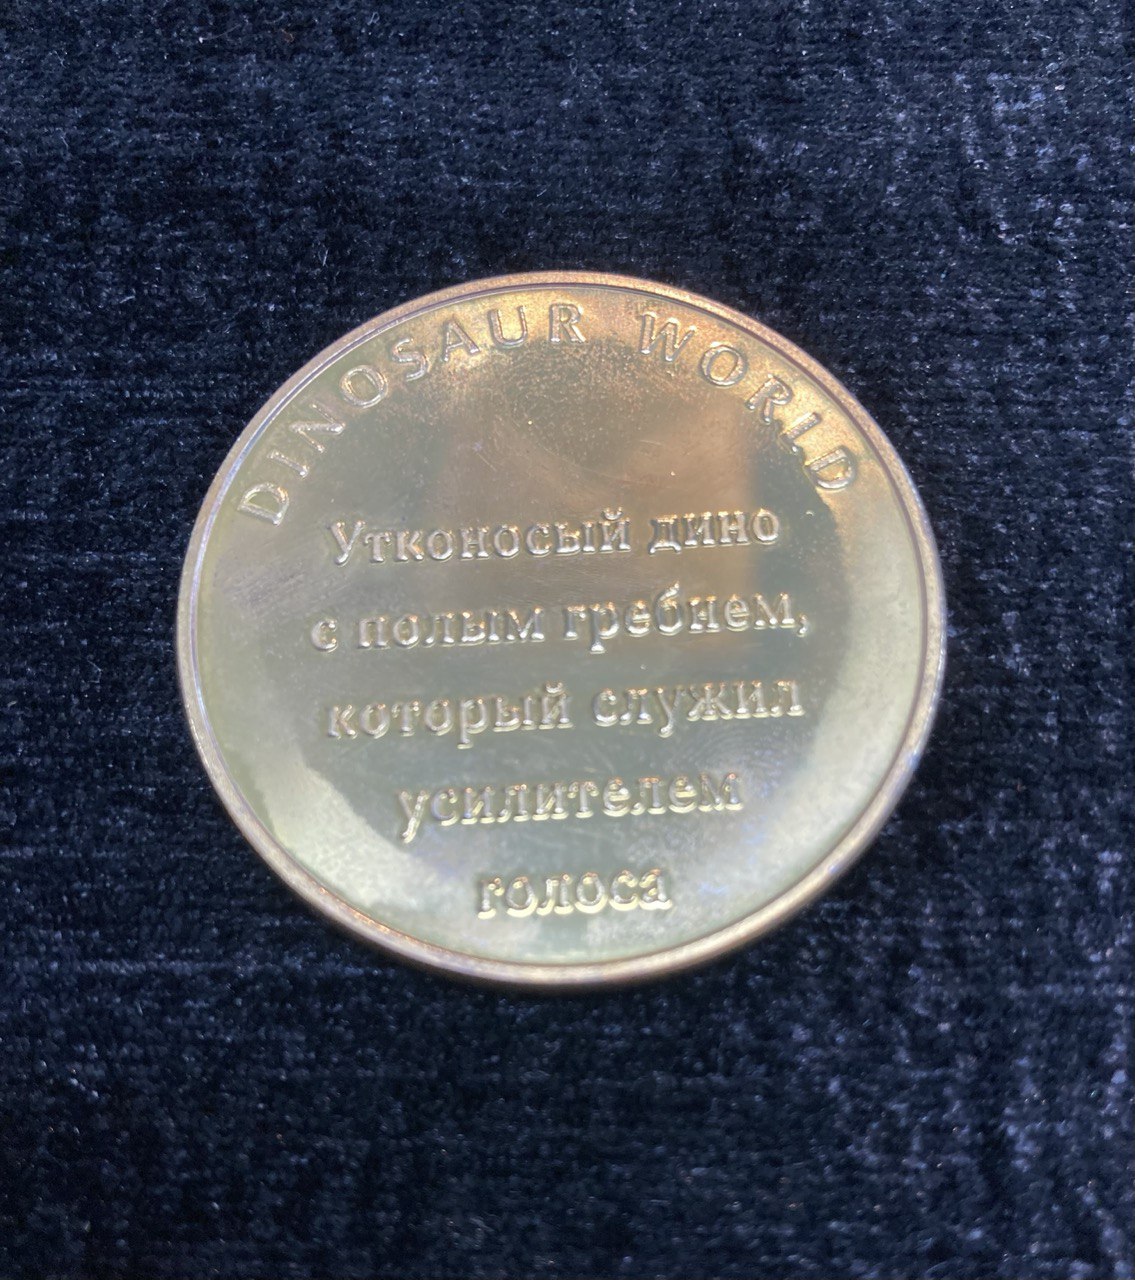 DINOSAUR WORLD
Утконосый дино
с полым гребнем,
который служил
усилителем
голоса